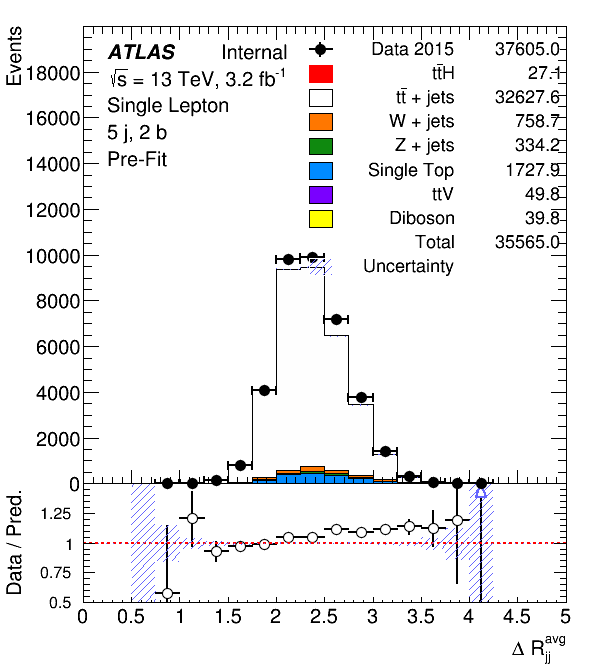 Events
ATLAS Internal
√s = 13 TeV, 3.2 fb⁻¹
Single Lepton
5 j, 2 b
Pre-Fit
Data 2015 37605.0
tt̄H 27.1
tt̄ + jets 32627.6
W + jets 758.7
Z + jets 334.2
Single Top 1727.9
ttV 49.8
Diboson 39.8
Total 35565.0
Uncertainty
18000
16000
14000
12000
10000
8000
6000
4000
2000
0
Data / Pred.
1.25
1
0.75
0.5
0 0.5 1 1.5 2 2.5 3 3.5 4 4.5 5
Δ R_jj^avg